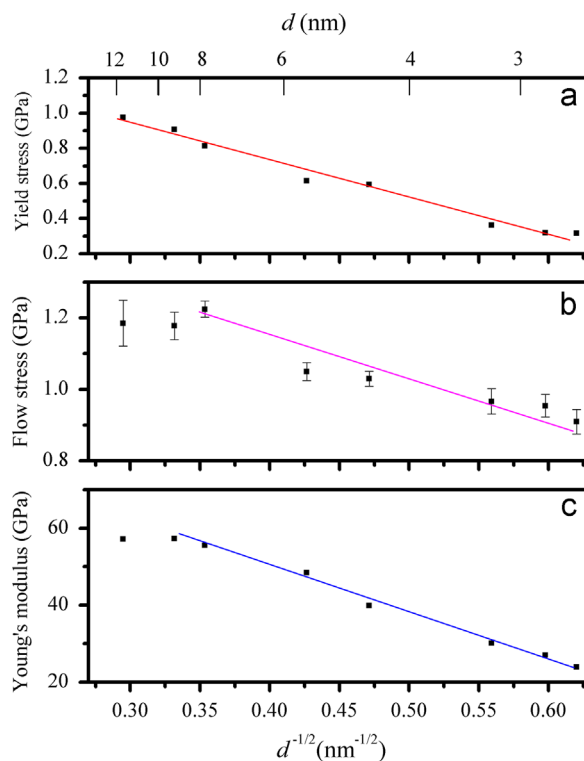 d (nm)
12 10 8 6 4 3
a
Yield stress (GPa)
1.2
1.0
0.8
0.6
0.4
0.2
b
Flow stress (GPa)
1.2
1.0
0.8
c
Young's modulus (GPa)
60
40
20
0.30 0.35 0.40 0.45 0.50 0.55 0.60
d^-1/2 (nm^-1/2)